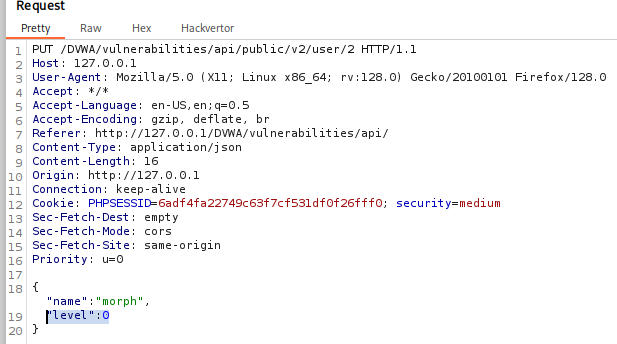 Request
Pretty Raw Hex Hackvertor
1 PUT /DVWA/vulnerabilities/api/public/v2/user/2 HTTP/1.1
2 Host: 127.0.0.1
3 User-Agent: Mozilla/5.0 (X11; Linux x86_64; rv:128.0) Gecko/20100101 Firefox/128.0
4 Accept: */*
5 Accept-Language: en-US,en;q=0.5
6 Accept-Encoding: gzip, deflate, br
7 Referer: http://127.0.0.1/DVWA/vulnerabilities/api/
8 Content-Type: application/json
9 Content-Length: 16
10 Origin: http://127.0.0.1
11 Connection: keep-alive
12 Cookie: PHPSESSID=6adf4fa22749c63f7cf531df0f26fff0; security=medium
13 Sec-Fetch-Dest: empty
14 Sec-Fetch-Mode: cors
15 Sec-Fetch-Site: same-origin
16 Priority: u=0
17
18 {
"name":"morph",
19 "level":0
20 }